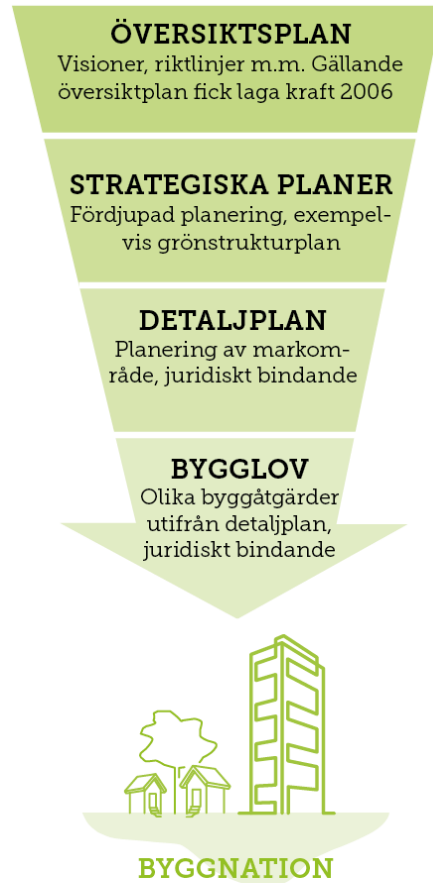 ÖVERSIKTSPLAN
Visioner, riktlinjer m.m. Gällande
översiktplan fick laga kraft 2006
STRATEGISKA PLANER
Fördjupad planering, exempel-
vis grönstrukturplan
DETALJPLAN
Planering av markom-
råde, juridiskt bindande
BYGGLOV
Olika byggåtgärder
utifrån detaljplan,
juridiskt bindande
BYGGNATION